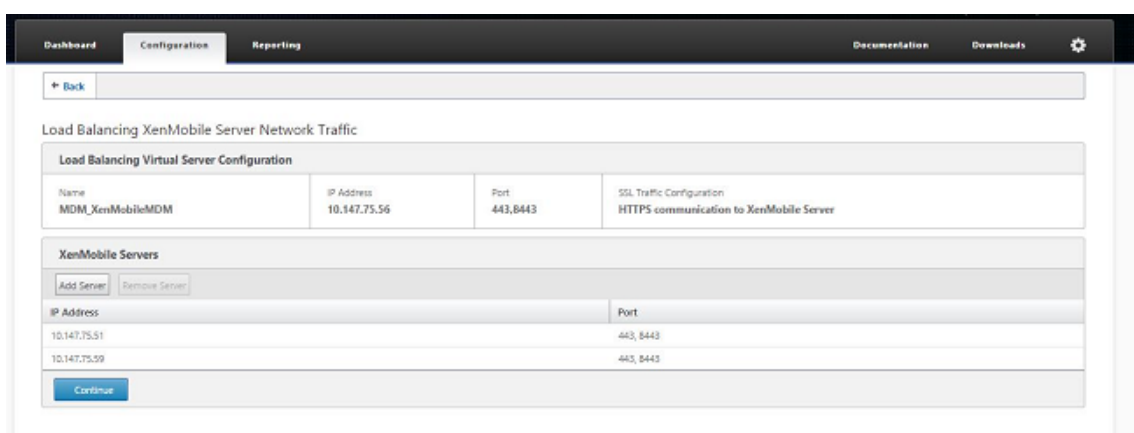 Dashboard Configuration Reporting Documentation Downloads
Back
Load Balancing XenMobile Server Network Traffic
Load Balancing Virtual Server Configuration
Name IP Address Port SSL Traffic Configuration
MDM_XenMobileMDM 10.147.75.56 443,8443 HTTPS communication to XenMobile Server
XenMobile Servers
Add Server Remove Server
IP Address Port
10.147.75.51 443, 8443
10.147.75.59 443, 8443
Continue